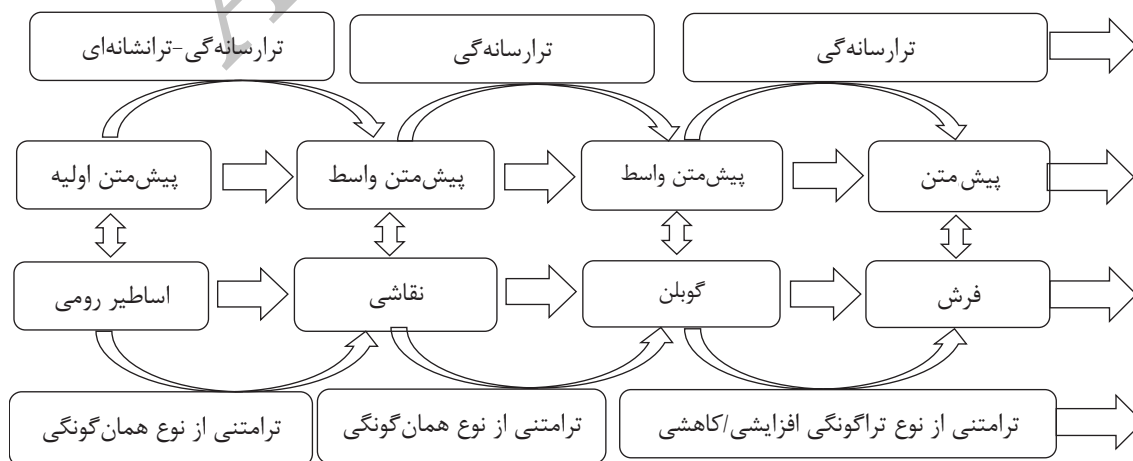 ترارسانه‌گی-ترانشانه‌ای
ترارسانه‌گی
ترارسانه‌گی
پیش‌متن اولیه
پیش‌متن واسط
پیش‌متن واسط
پیش‌متن
اساطیر رومی
نقاشی
گوبلن
فرش
ترامتنی از نوع همان‌گونگی
ترامتنی از نوع همان‌گونگی
ترامتنی از نوع تراگونگی افزایشی/کاهشی